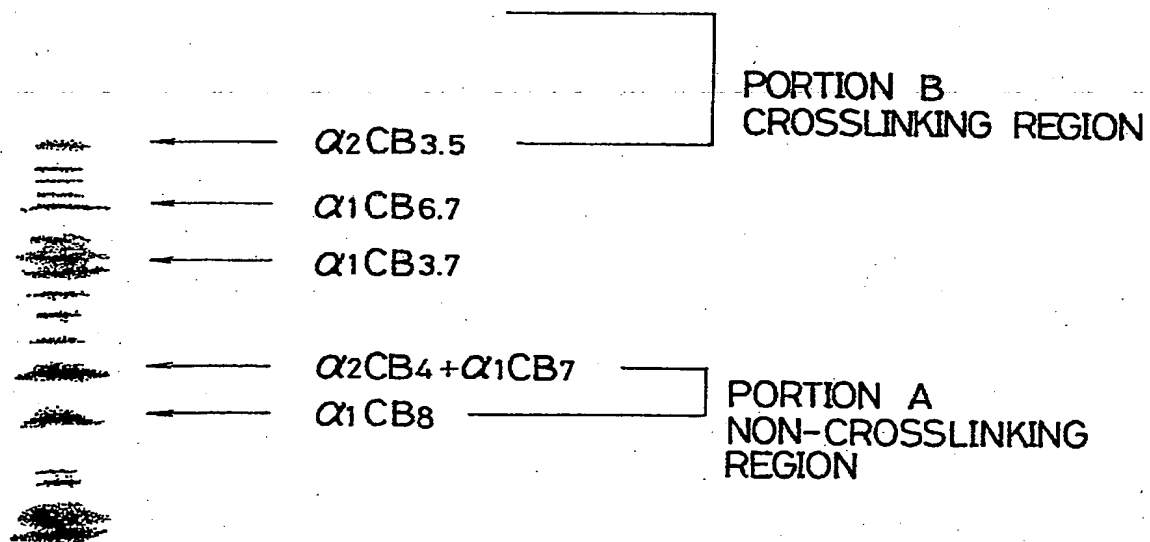 PORTION B
CROSSLINKING REGION
α2CB3.5
α1CB6.7
α1CB3.7
α2CB4+α1CB7
α1CB8
PORTION A
NON-CROSSLINKING
REGION